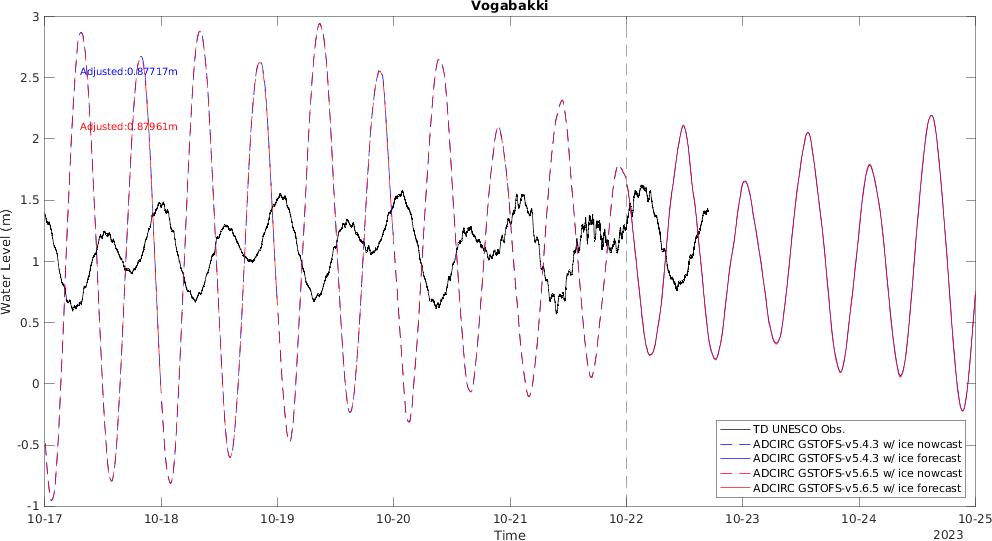 Vogabakki
3
2.5
2
1.5
1
0.5
0
-0.5
-1
Water Level (m)
Adjusted:0.87717m
Adjusted:0.87961m
TD UNESCO Obs.
ADCIRC GSTOFS-v5.4.3 w/ ice nowcast
ADCIRC GSTOFS-v5.4.3 w/ ice forecast
ADCIRC GSTOFS-v5.6.5 w/ ice nowcast
ADCIRC GSTOFS-v5.6.5 w/ ice forecast
10-17 10-18 10-19 10-20 10-21 10-22 10-23 10-24 10-25
Time
2023